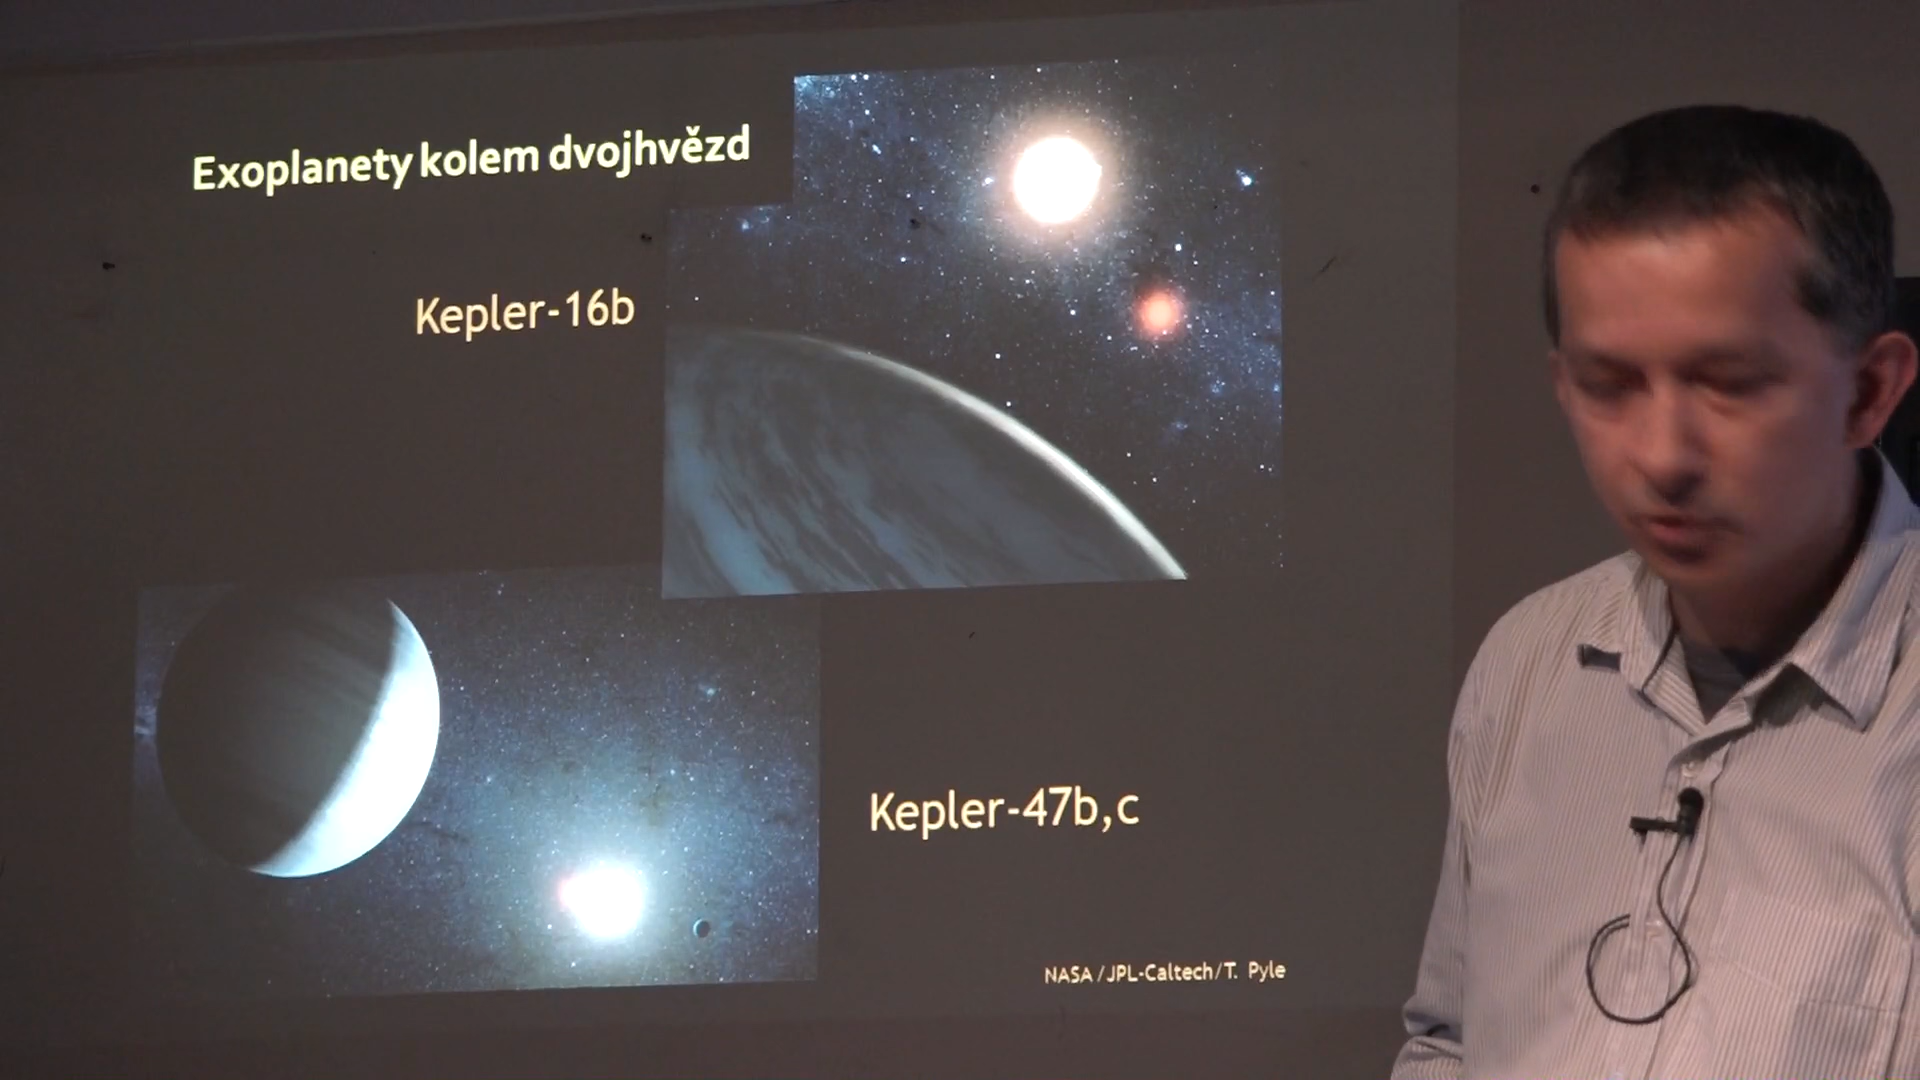 Exoplanety kolem dvojhvězd
Kepler-16b
Kepler-47b,c
NASA / JPL-Caltech / T. Pyle